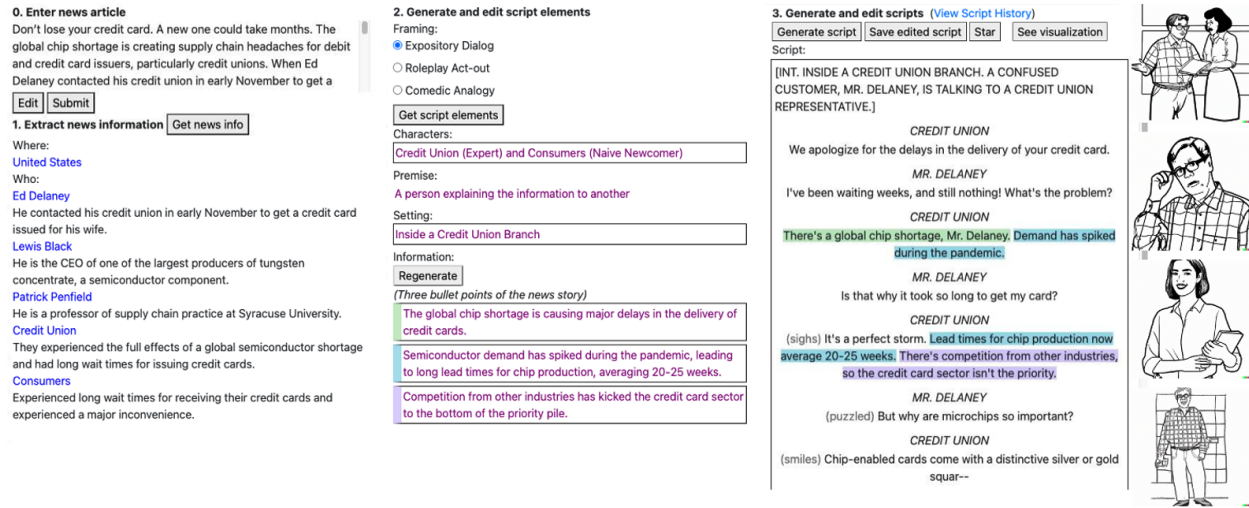 0. Enter news article
Don't lose your credit card. A new one could take months. The
global chip shortage is creating supply chain headaches for debit
and credit card issuers, particularly credit unions. When Ed
Delaney contacted his credit union in early November to get a
Edit Submit
1. Extract news information Get news info
Where:
United States
Who:
Ed Delaney
He contacted his credit union in early November to get a credit card
issued for his wife.
Lewis Black
He is the CEO of one of the largest producers of tungsten
concentrate, a semiconductor component.
Patrick Penfield
He is a professor of supply chain practice at Syracuse University.
Credit Union
They experienced the full effects of a global semiconductor shortage
and had long wait times for issuing credit cards.
Consumers
Experienced long wait times for receiving their credit cards and
experienced a major inconvenience.
2. Generate and edit script elements
Framing:
Expository Dialog
Roleplay Act-out
Comedic Analogy
Get script elements
Characters:
Credit Union (Expert) and Consumers (Naive Newcomer)
Premise:
A person explaining the information to another
Setting:
Inside a Credit Union Branch
Information:
Regenerate
(Three bullet points of the news story)
The global chip shortage is causing major delays in the delivery of
credit cards.
Semiconductor demand has spiked during the pandemic, leading
to long lead times for chip production, averaging 20-25 weeks.
Competition from other industries has kicked the credit card sector
to the bottom of the priority pile.
3. Generate and edit scripts (View Script History)
Generate script Save edited script Star See visualization
Script:
[INT. INSIDE A CREDIT UNION BRANCH. A CONFUSED
CUSTOMER, MR. DELANEY, IS TALKING TO A CREDIT UNION
REPRESENTATIVE.]
CREDIT UNION
We apologize for the delays in the delivery of your credit card.
MR. DELANEY
I've been waiting weeks, and still nothing! What's the problem?
CREDIT UNION
There's a global chip shortage, Mr. Delaney. Demand has spiked
during the pandemic.
MR. DELANEY
Is that why it took so long to get my card?
CREDIT UNION
(sighs) It's a perfect storm. Lead times for chip production now
average 20-25 weeks. There's competition from other industries,
so the credit card sector isn't the priority.
MR. DELANEY
(puzzled) But why are microchips so important?
CREDIT UNION
(smiles) Chip-enabled cards come with a distinctive silver or gold
squar--